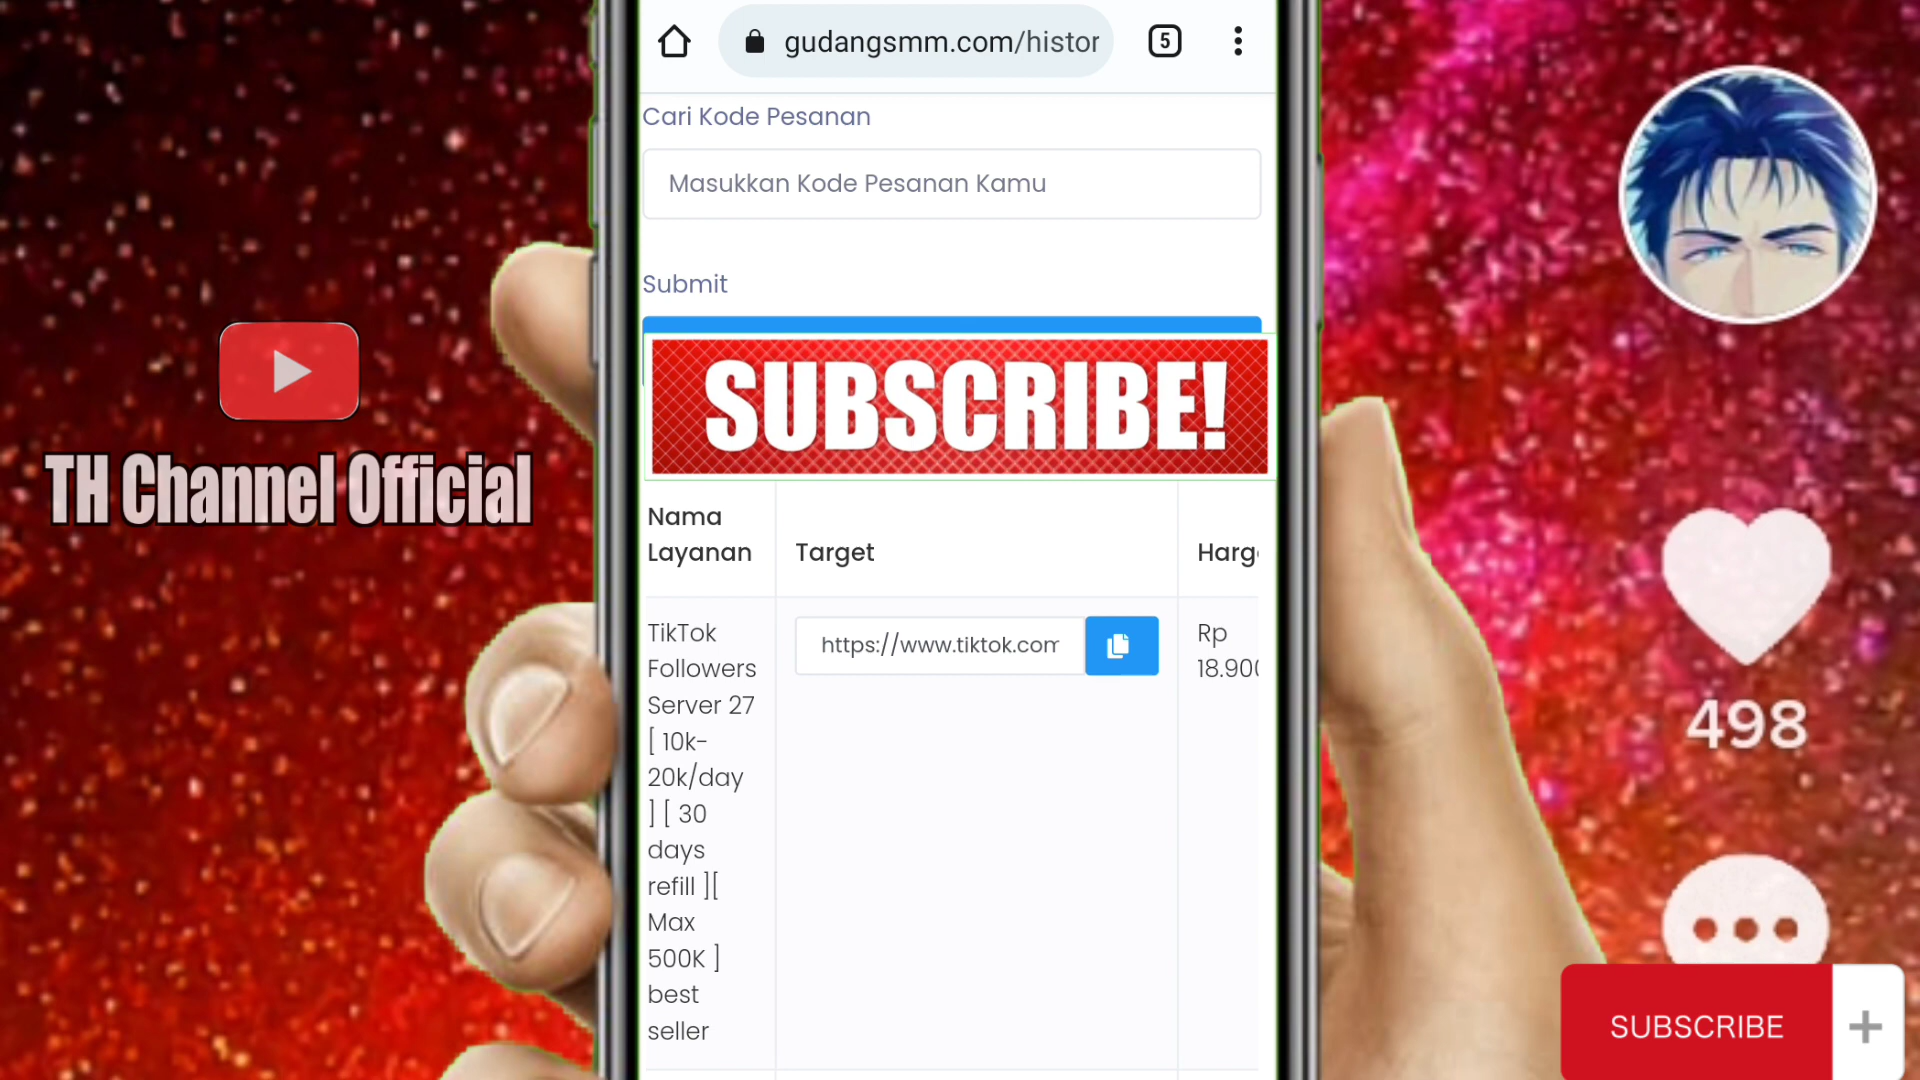 gudangsmm.com/histor
5
Cari Kode Pesanan
Masukkan Kode Pesanan Kamu
Submit
SUBSCRIBE!
TH Channel Official
Nama Layanan
Target
Harg
TikTok
Followers
Server 27
[ 10k-
20k/day
] [ 30
days
refill ][
Max
500K ]
best
seller
https://www.tiktok.com
Rp
18.900
498
SUBSCRIBE
+